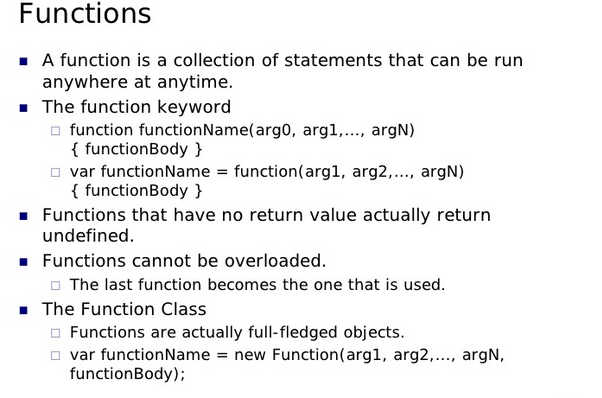 Functions
A function is a collection of statements that can be run
anywhere at anytime.
The function keyword
function functionName(arg0, arg1,..., argN)
{ functionBody }
var functionName = function(arg1, arg2,..., argN)
{ functionBody }
Functions that have no return value actually return
undefined.
Functions cannot be overloaded.
The last function becomes the one that is used.
The Function Class
Functions are actually full-fledged objects.
var functionName = new Function(arg1, arg2,..., argN,
functionBody);